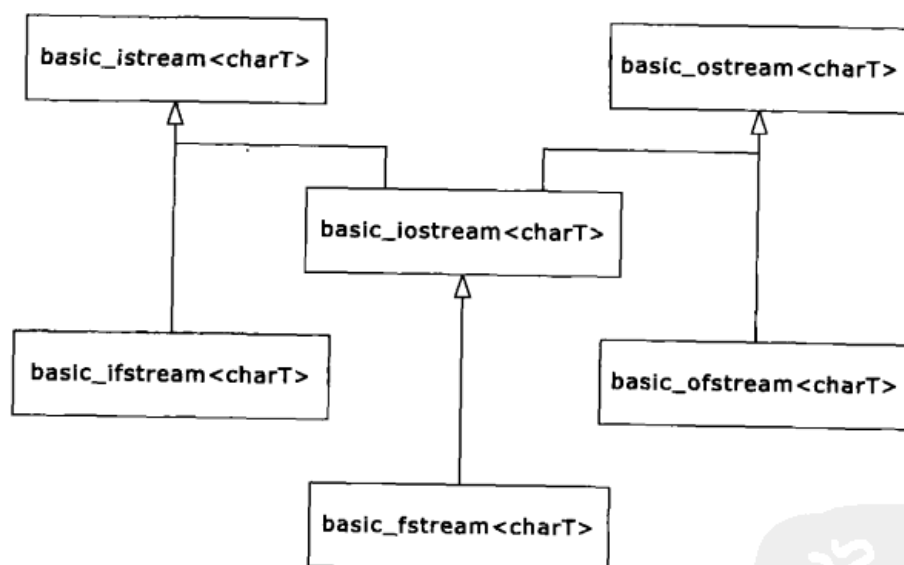 basic_istream<charT>
basic_ostream<charT>
basic_iostream<charT>
basic_ifstream<charT>
basic_ofstream<charT>
basic_fstream<charT>